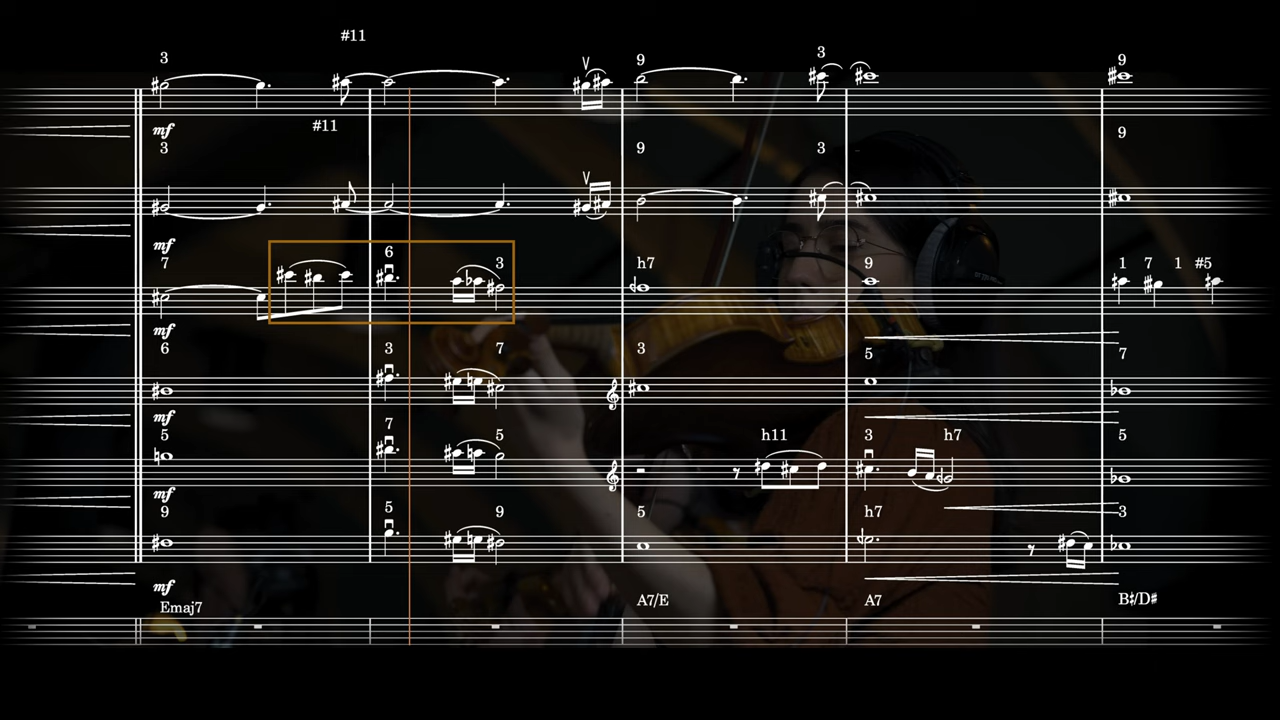 #11
3
9 3 9
mf #11
3 9 3 9
mf
7 6 3 h7 9 1 7 1 #5
mf
6 3 7 3 5 7
mf
5 7 5 h11 3 h7 5
mf
9 5 9 5 h7 3
mf
Emaj7 A7/E A7 B♯/D♯